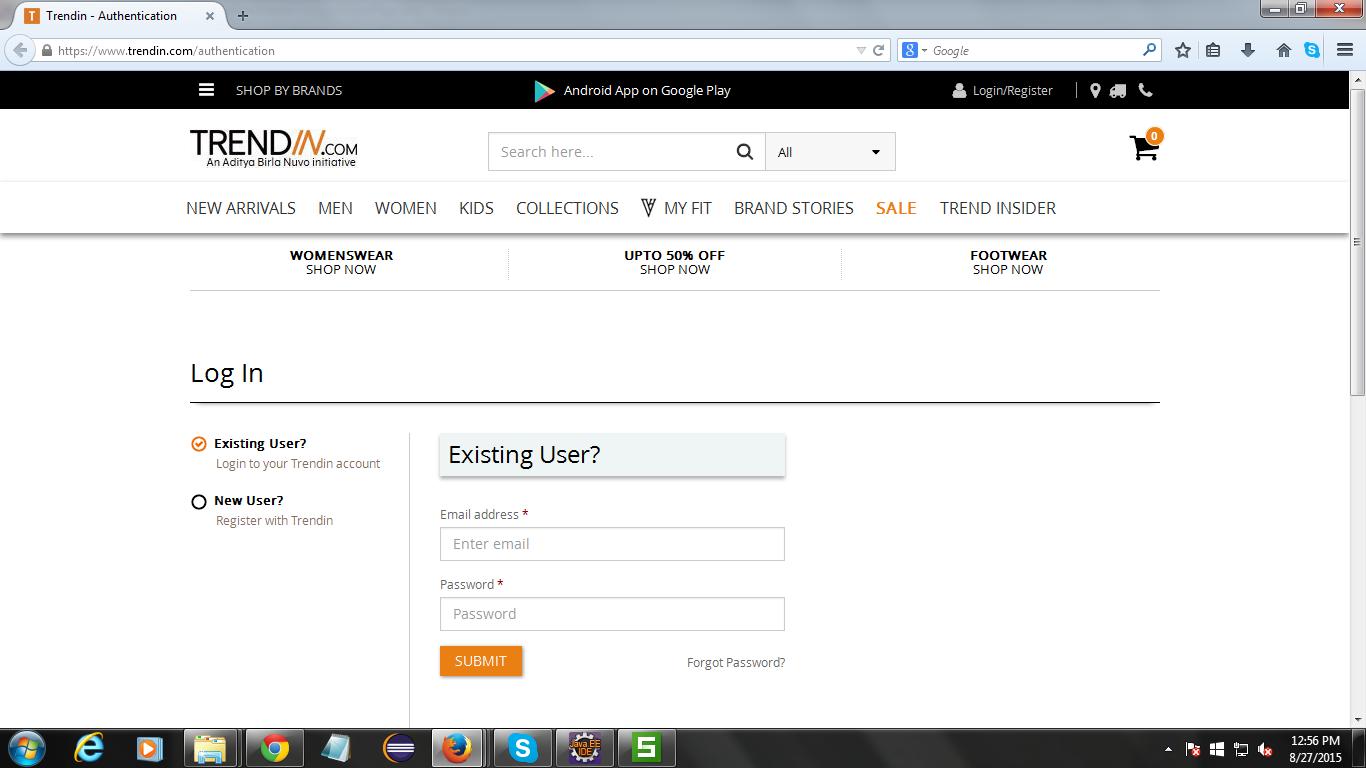 Trendin - Authentication
https://www.trendin.com/authentication
Google
SHOP BY BRANDS
Android App on Google Play
Login/Register
TRENDIN.COM
An Aditya Birla Nuvo initiative
Search here...
All
0
NEW ARRIVALS MEN WOMEN KIDS COLLECTIONS MY FIT BRAND STORIES SALE TREND INSIDER
WOMENSWEAR
SHOP NOW
UPTO 50% OFF
SHOP NOW
FOOTWEAR
SHOP NOW
Log In
Existing User?
Login to your Trendin account
New User?
Register with Trendin
Existing User?
Email address *
Enter email
Password *
Password
SUBMIT
Forgot Password?
Java EE
IDE
12:56 PM
8/27/2015